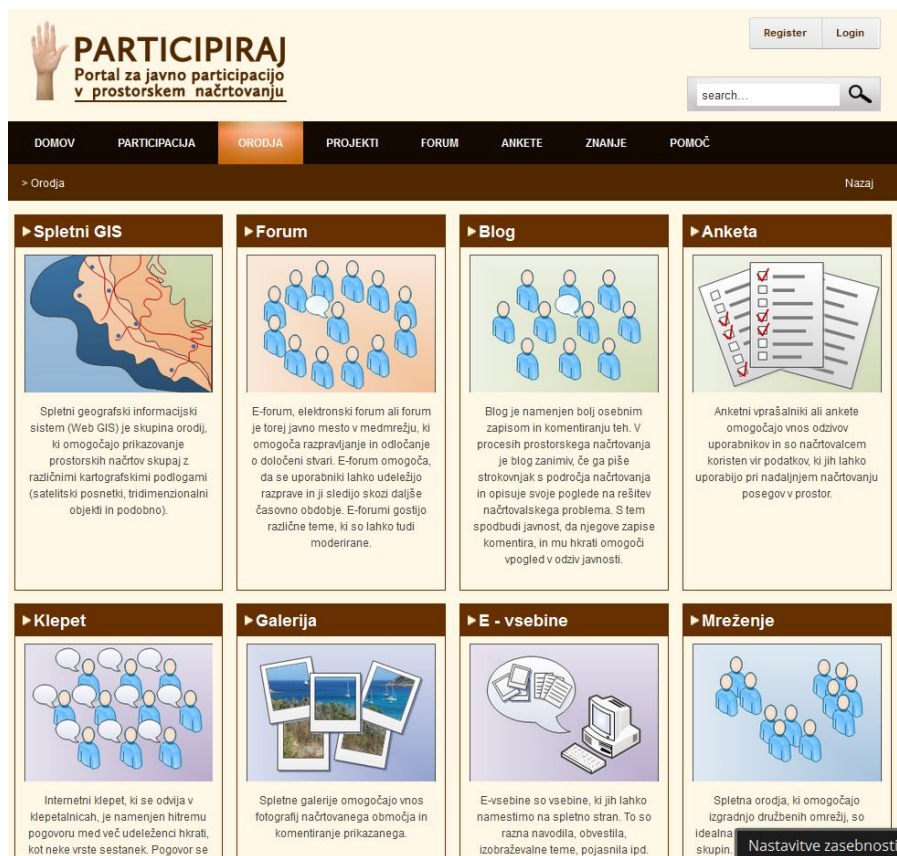 PARTICIPIRAJ
Portal za javno participacijo
v prostorskem načrtovanju
Register Login
search...
DOMOV PARTICIPACIJA ORODJA PROJEKTI FORUM ANKETE ZNANJE POMOČ
> Orodja Nazaj
Spletni GIS
Spletni geografski informacijski
sistem (Web GIS) je skupina orodij,
ki omogočajo prikazovanje
prostorskih načrtov skupaj z
različnimi kartografskimi podlogami
(satelitski posnetki, tridimenzionalni
objekti in podobno).
Forum
E-forum, elektronski forum ali forum
je torej javno mesto v medmrežju, ki
omogoča razpravljanje in odločanje
o določeni stvari. E-forum omogoča,
da se uporabniki lahko udeležijo
razprave in ji sledijo skozi daljše
časovno obdobje. E-forumi gostijo
različne teme, ki so lahko tudi
moderirane.
Blog
Blog je namenjen bolj osebnim
zapisom in komentiranju teh. V
procesih prostorskega načrtovanja
je blog zanimiv, če ga piše
strokovnjak s področja načrtovanja
in opisuje svoje poglede na rešitev
načrtovalskega problema. S tem
spodbudi javnost, da njegove zapise
komentira, in mu hkrati omogoči
vpogled v odziv javnosti.
Anketa
Anketni vprašalniki ali ankete
omogočajo vnos odzivov
uporabnikov in so načrtovalcem
koristen vir podatkov, ki jih lahko
uporabijo pri nadaljnjem načrtovanju
posegov v prostor.
Klepet
Internetni klepet, ki se odvija v
klepetalnicah, je namenjen hitremu
pogovoru med več udeleženci hkrati,
kot neke vrste sestanek. Pogovor se
Galerija
Spletne galerije omogočajo vnos
fotografij načrtovanega območja in
komentiranje prikazanega.
E - vsebine
E-vsebine so vsebine, ki jih lahko
namestimo na spletno stran. To so
razna navodila, obvestila,
izobraževalne teme, pojasnila ipd.
Mreženje
Spletna orodja, ki omogočajo
izgradnjo družbenih omrežij, so
idealna
skupin.
Nastavitve zasebnosti